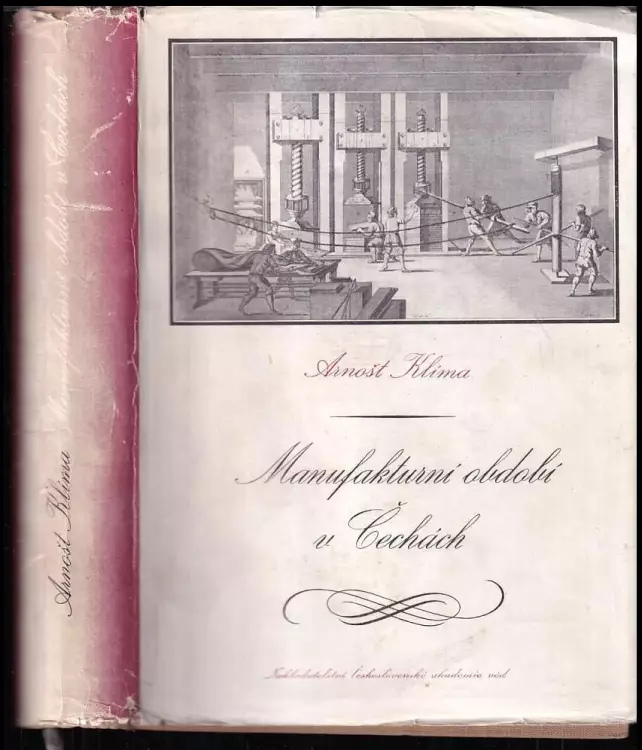 Arnošt Klíma
Manufakturní období
v Čechách
Nakladatelství Československé akademie věd
Arnošt Klíma Manufakturní období v Čechách